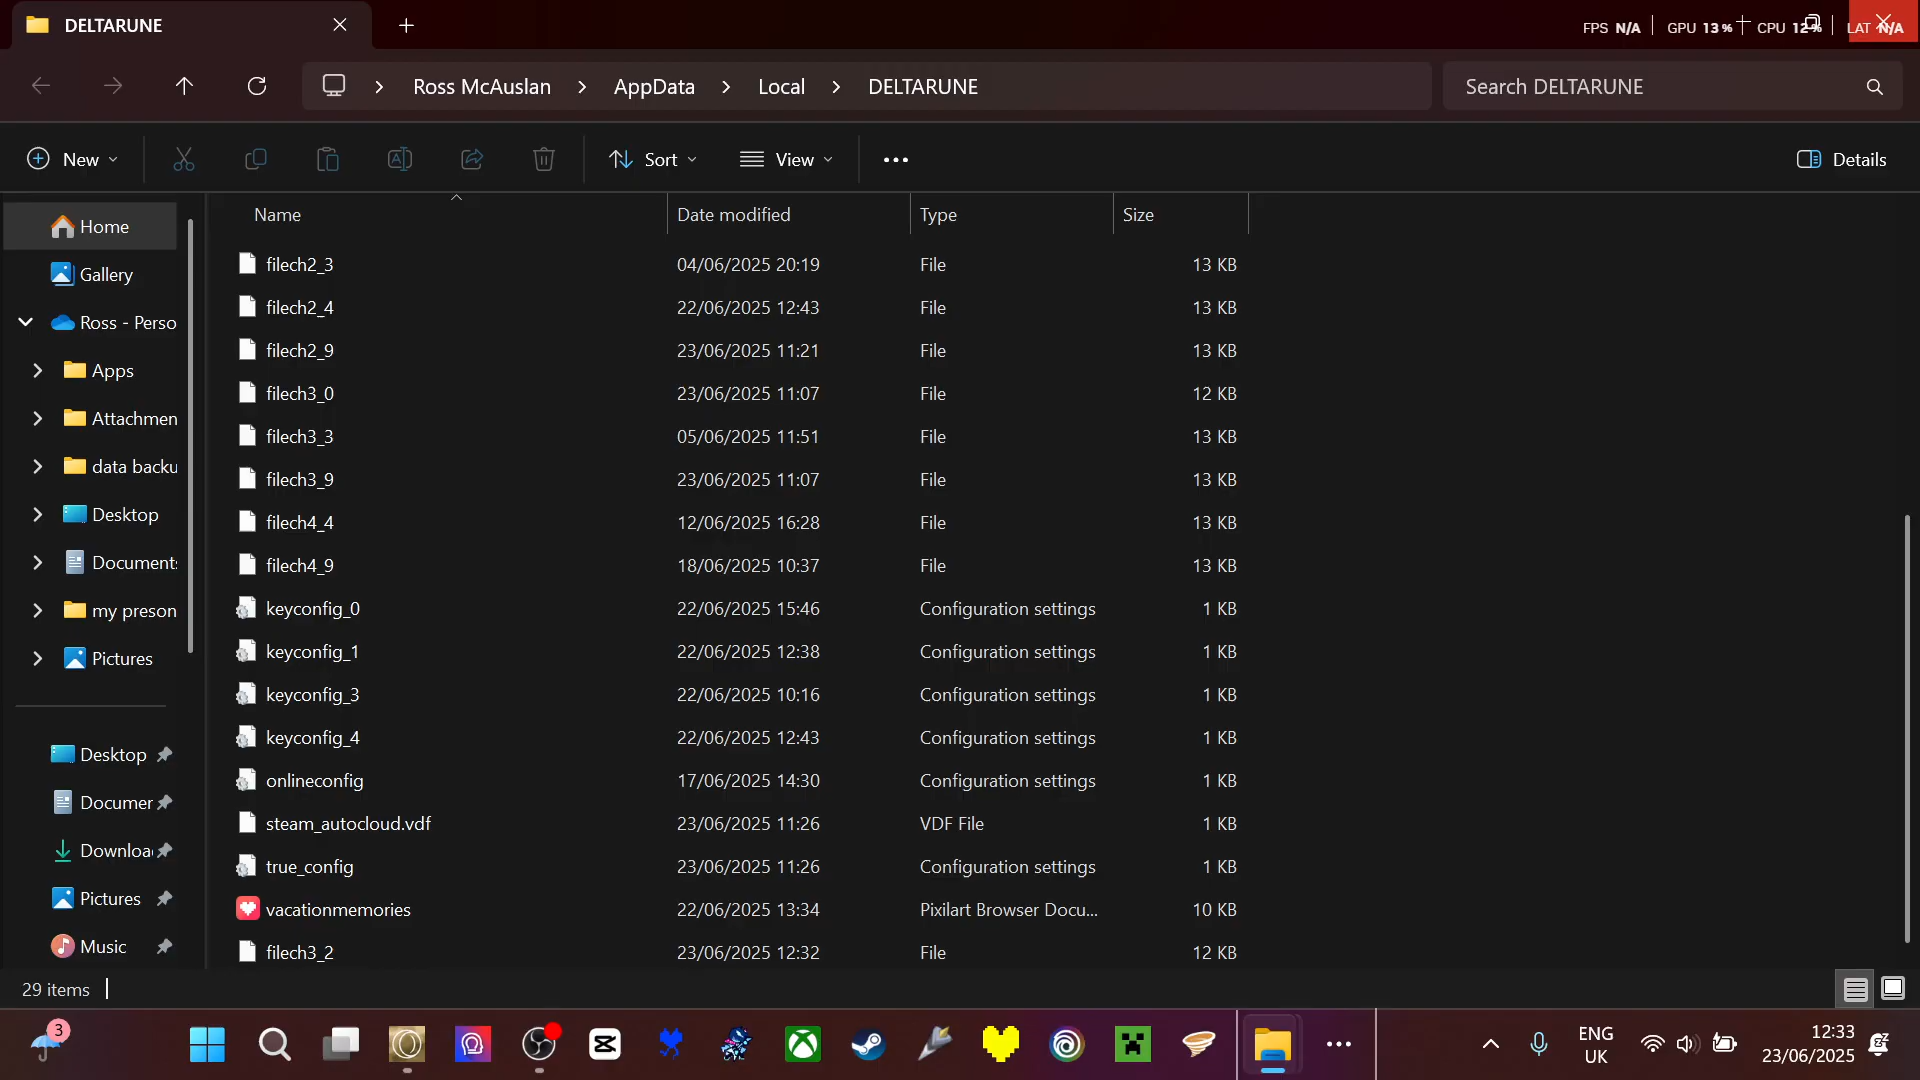 DELTARUNE
FPS N/A GPU 13% CPU 12% LAT N/A
Ross McAuslan AppData Local DELTARUNE
Search DELTARUNE
New Sort View Details
Name Date modified Type Size
Home
Gallery
Ross - Perso
Apps
Attachmen
data backu
Desktop
Document
my preson
Pictures
Desktop
Documer
Downloa
Pictures
Music
filech2_3 04/06/2025 20:19 File 13 KB
filech2_4 22/06/2025 12:43 File 13 KB
filech2_9 23/06/2025 11:21 File 13 KB
filech3_0 23/06/2025 11:07 File 12 KB
filech3_3 05/06/2025 11:51 File 13 KB
filech3_9 23/06/2025 11:07 File 13 KB
filech4_4 12/06/2025 16:28 File 13 KB
filech4_9 18/06/2025 10:37 File 13 KB
keyconfig_0 22/06/2025 15:46 Configuration settings 1 KB
keyconfig_1 22/06/2025 12:38 Configuration settings 1 KB
keyconfig_3 22/06/2025 10:16 Configuration settings 1 KB
keyconfig_4 22/06/2025 12:43 Configuration settings 1 KB
onlineconfig 17/06/2025 14:30 Configuration settings 1 KB
steam_autocloud.vdf 23/06/2025 11:26 VDF File 1 KB
true_config 23/06/2025 11:26 Configuration settings 1 KB
vacationmemories 22/06/2025 13:34 Pixilart Browser Docu... 10 KB
filech3_2 23/06/2025 12:32 File 12 KB
29 items
3
ENG
UK
12:33
23/06/2025